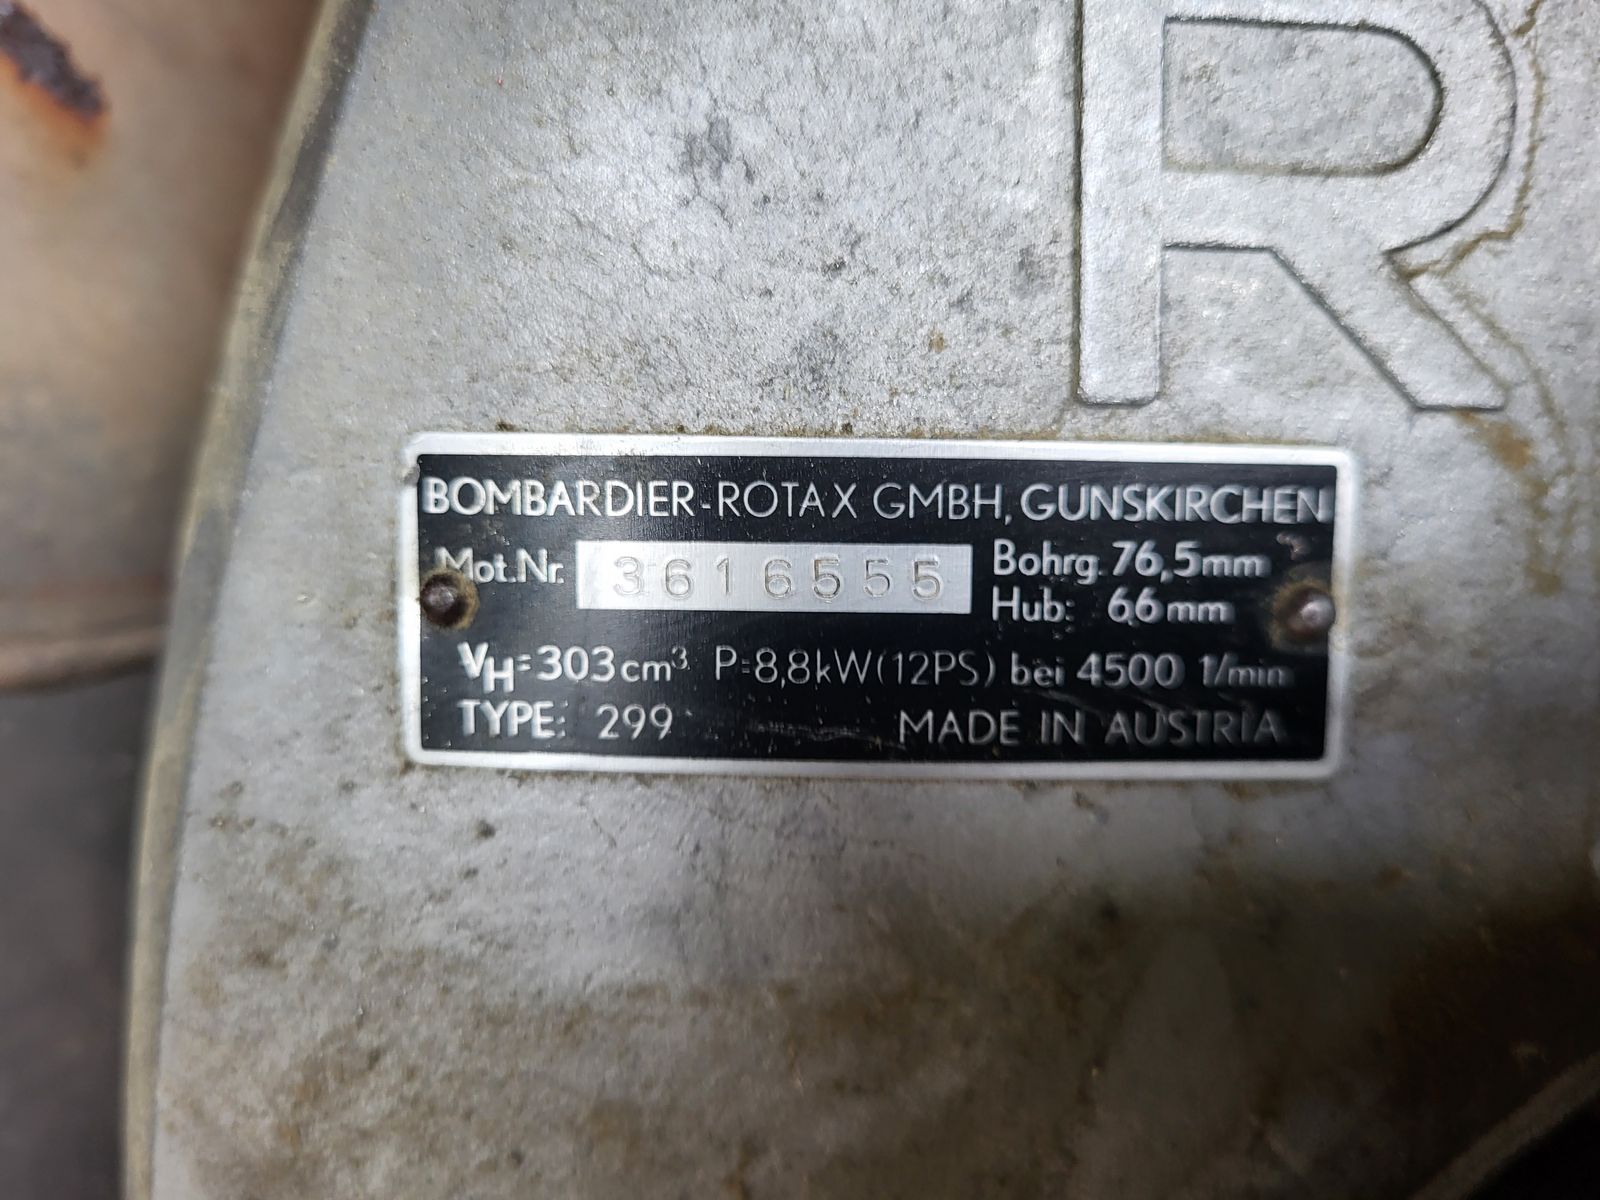 R
BOMBARDIER-ROTAX GMBH, GUNSKIRCHEN
Mot.Nr. 3616555 Bohrg. 76,5mm
Hub: 66mm
VH=303cm³ P=8,8kW(12PS) bei 4500 1/min
TYPE: 299 MADE IN AUSTRIA